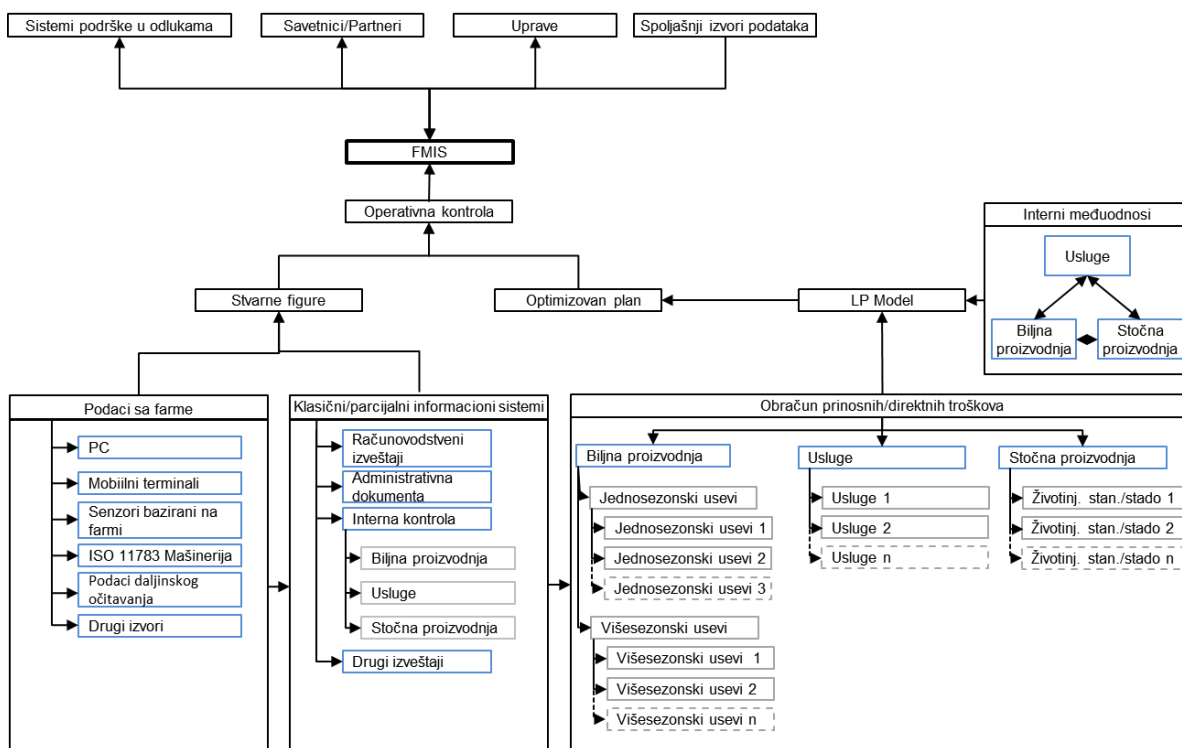 Sistemi podrške u odlukama
Savetnici/Partneri
Uprave
Spoljašnji izvori podataka
FMIS
Operativna kontrola
Interni međuodnosi
Usluge
Biljna
proizvodnja
Stočna
proizvodnja
Stvarne figure
Optimizovan plan
LP Model
Podaci sa farme
PC
Mobiilni terminali
Senzori bazirani na
farmi
ISO 11783 Mašinerija
Podaci daljinskog
očitavanja
Drugi izvori
Klasični/parcijalni informacioni sistemi
Računovodstveni
izveštaji
Administrativna
dokumenta
Interna kontrola
Biljna proizvodnja
Usluge
Stočna proizvodnja
Drugi izveštaji
Obračun prinosnih/direktnih troškova
Biljna proizvodnja
Jednosezonski usevi
Jednosezonski usevi 1
Jednosezonski usevi 2
Jednosezonski usevi 3
Višesezonski usevi
Višesezonski usevi 1
Višesezonski usevi 2
Višesezonski usevi n
Usluge
Usluge 1
Usluge 2
Usluge n
Stočna proizvodnja
Životinj. stan./stado 1
Životinj. stan./stado 2
Životinj. stan./stado n